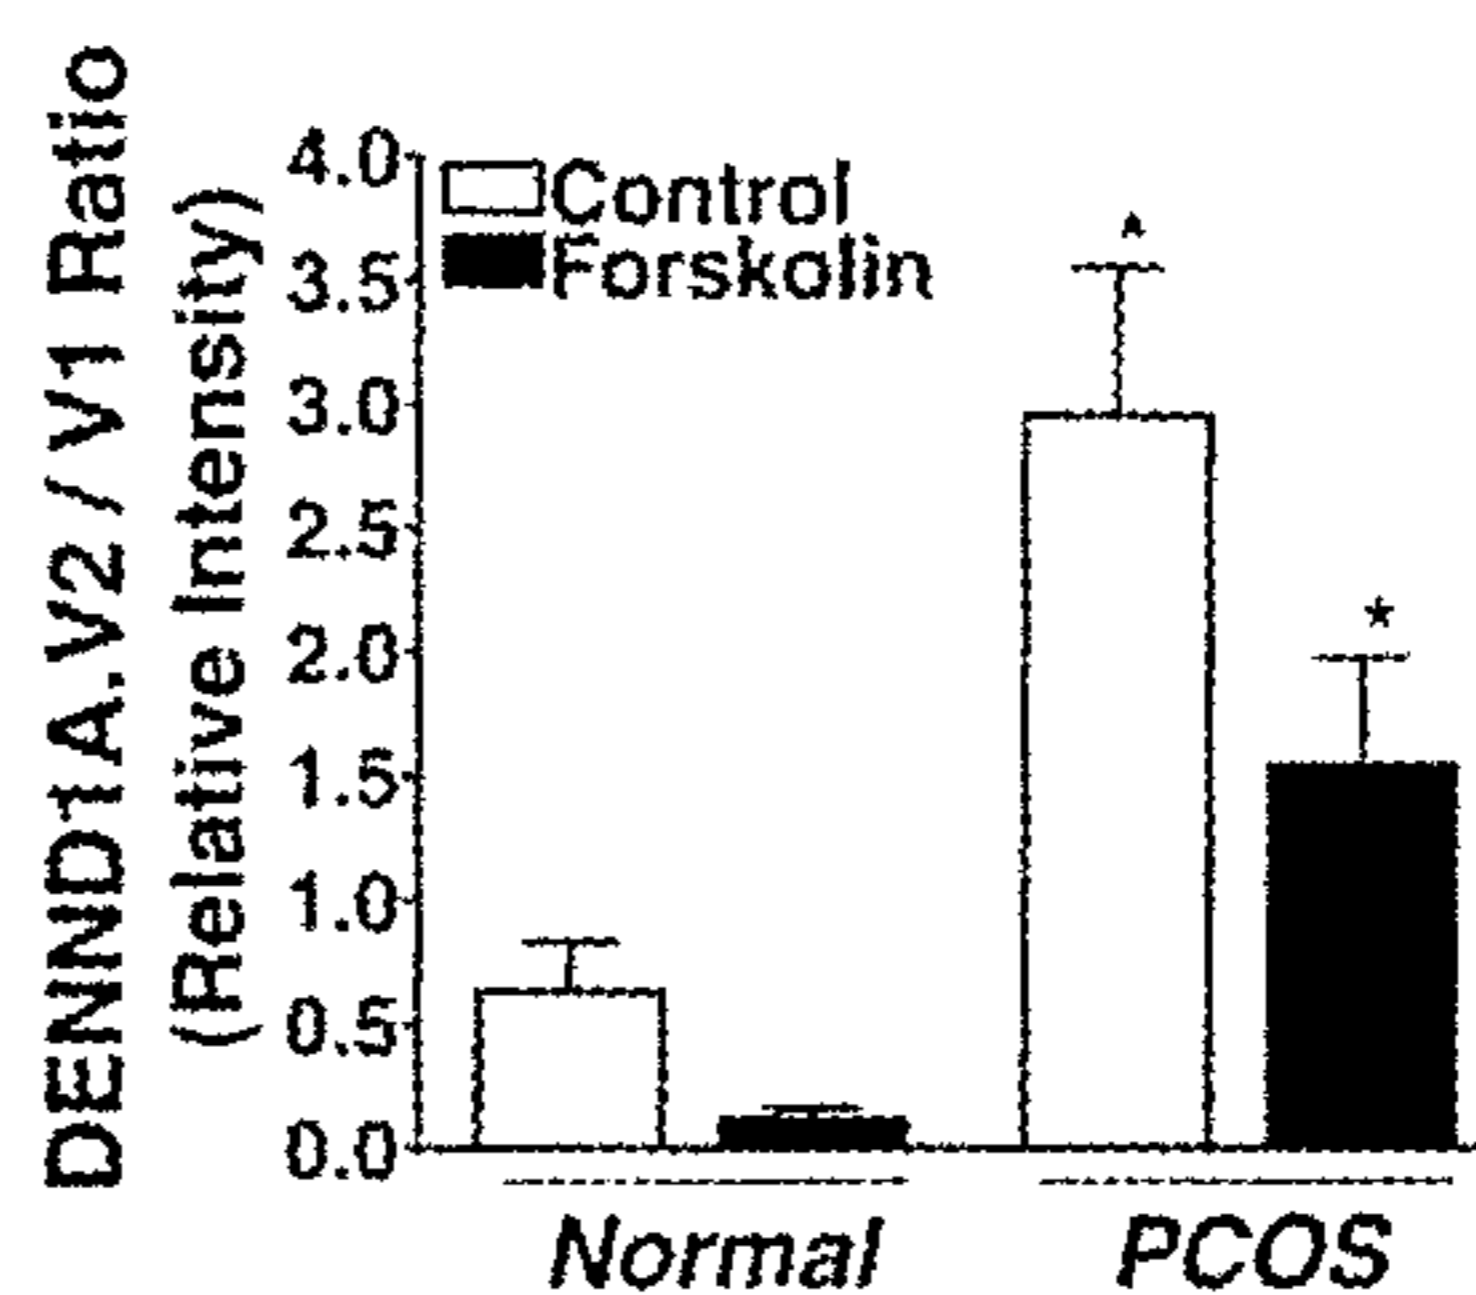 DENND1A.V2 / V1 Ratio
(Relative Intensity)
4.0
3.5
3.0
2.5
2.0
1.5
1.0
0.5
0.0
Control
Forskolin
*
*
Normal
PCOS